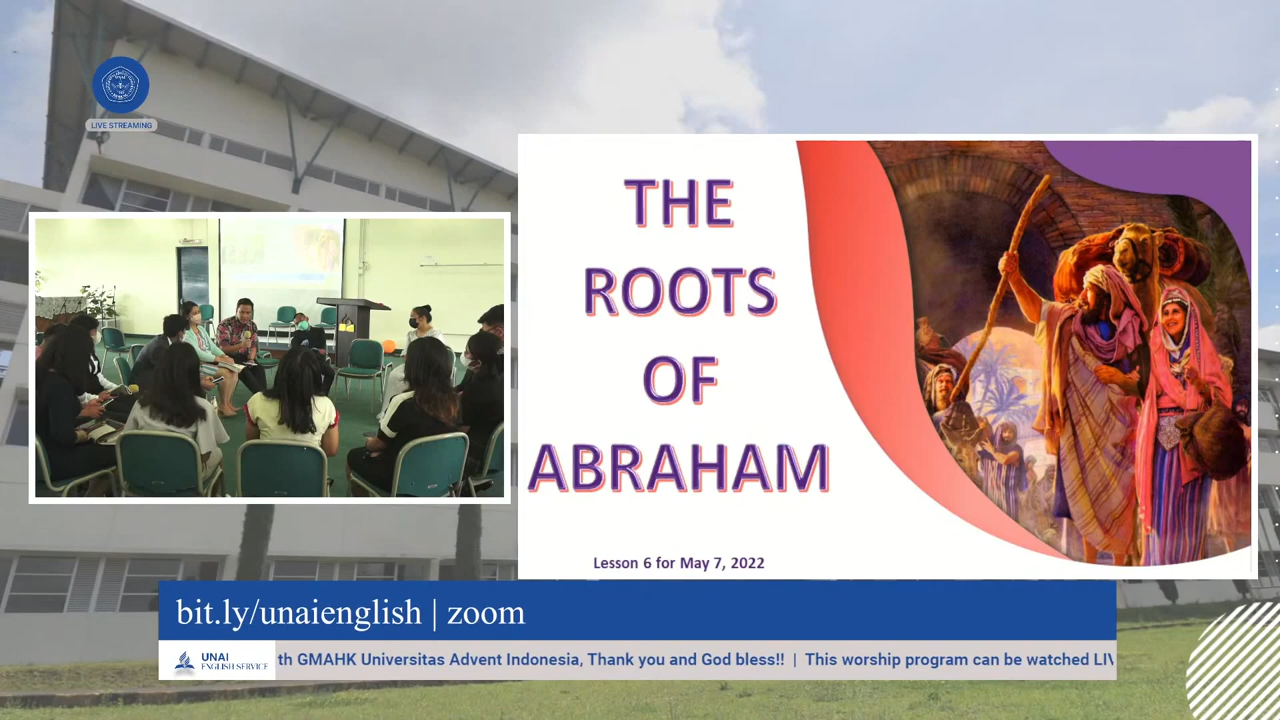 LIVE STREAMING
THE
ROOTS
OF
ABRAHAM
Lesson 6 for May 7, 2022
bit.ly/unaienglish | zoom
UNAI
ENGLISH SERVICE
th GMAHK Universitas Advent Indonesia, Thank you and God bless!! | This worship program can be watched LIV